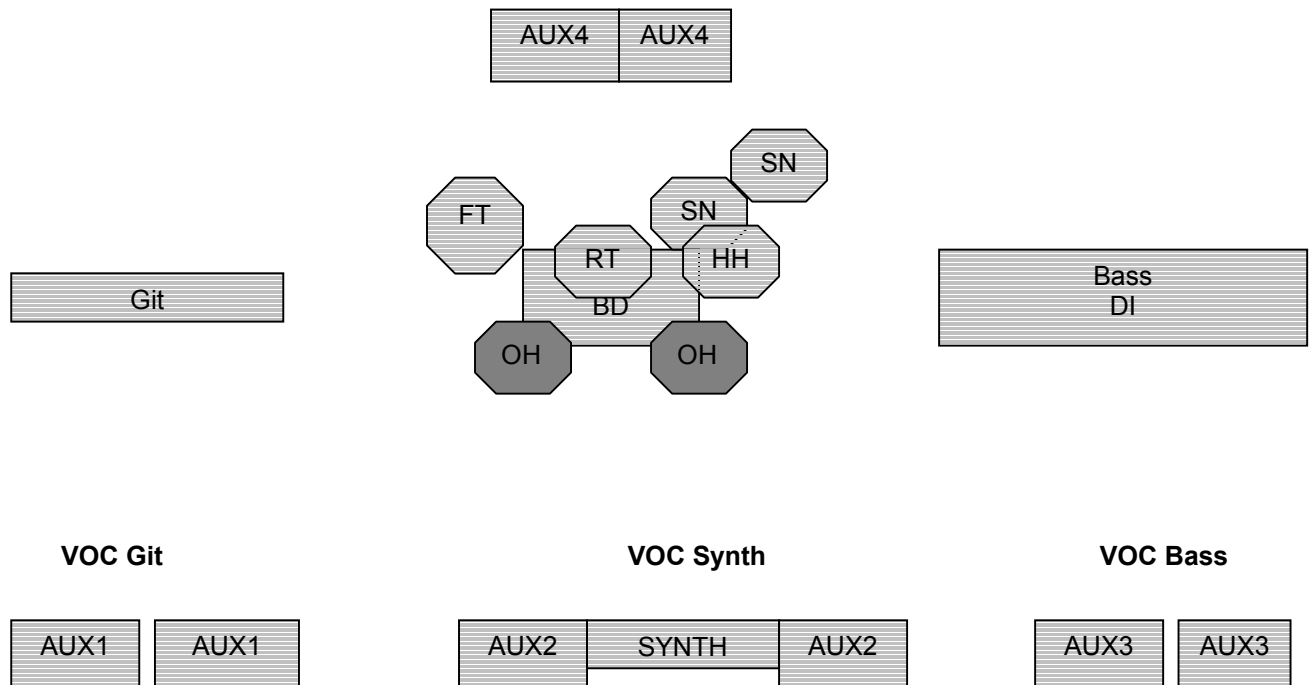 AUX4 AUX4
SN
FT SN
RT HH
Bass
Git DI
BD
OH OH
VOC Git VOC Synth VOC Bass
AUX1 AUX1 AUX2 SYNTH AUX2 AUX3 AUX3